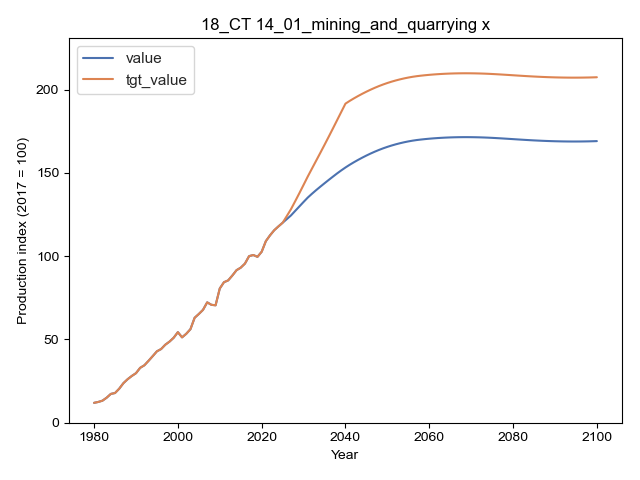 18_CT 14_01_mining_and_quarrying x
value
tgt_value
Production index (2017 = 100)
200
150
100
50
0
1980 2000 2020 2040 2060 2080 2100
Year